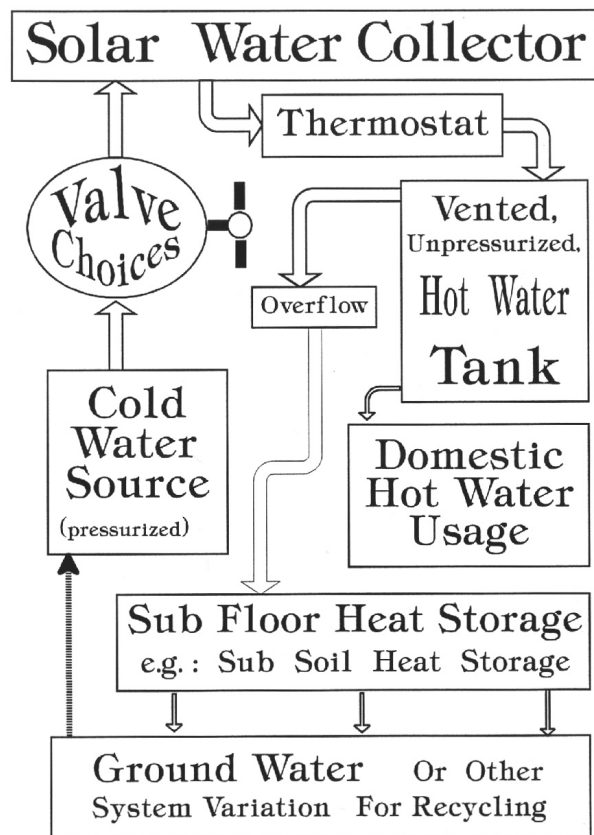 Solar Water Collector
Thermostat
Valve
Choices
Vented,
Unpressurized,
Hot Water
Tank
Overflow
Cold
Water
Source
(pressurized)
Domestic
Hot Water
Usage
Sub Floor Heat Storage
e.g.: Sub Soil Heat Storage
Ground Water Or Other
System Variation For Recycling